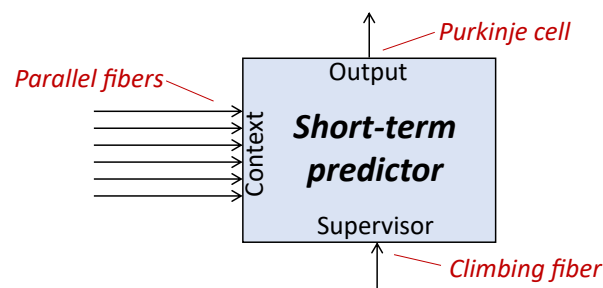 Purkinje cell
Parallel fibers
Output
Context
Short-term
predictor
Supervisor
Climbing fiber